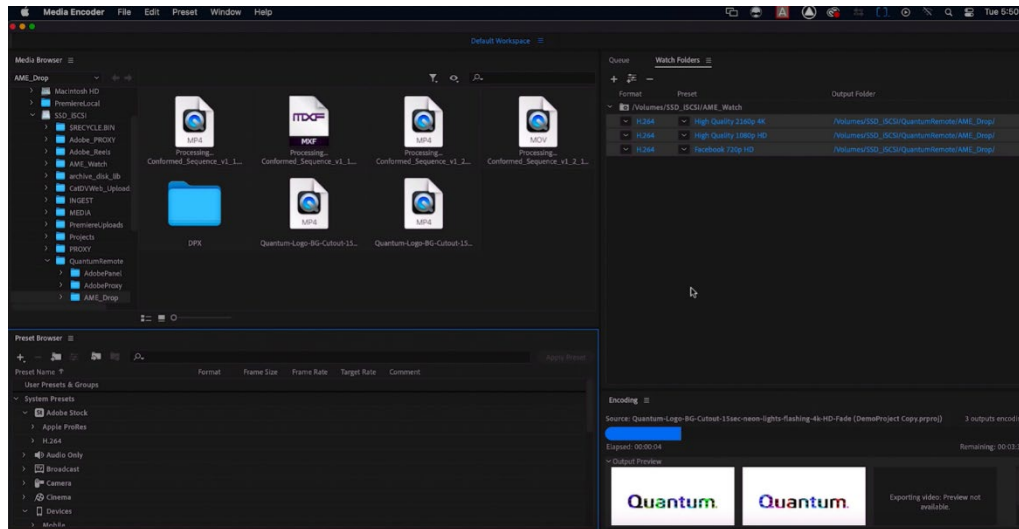 Media Encoder File Edit Preset Window Help
Tue 5:50
Default Workspace
Media Browser
AME_Drop
Macintosh HD
PremiereLocal
SSD_iSCSI
$RECYCLE.BIN
Adobe_PROXY
Adobe_Reels
AME_Watch
archive_disk_lib
CatDVWeb_Upload
INGEST
MEDIA
PremiereUploads
Projects
PROXY
QuantumRemote
AdobePanel
AdobeProxy
AME_Drop
MP4
Processing...
Conformed_Sequence_v1_1...
MXF
MXF
Processing...
Conformed_Sequence_v1_1...
MP4
Processing...
Conformed_Sequence_v1_2...
MOV
Processing...
Conformed_Sequence_v1_2_1...
DPX
MP4
Quantum-Logo-BG-Cutout-15...
MP4
Quantum-Logo-BG-Cutout-15...
Preset Browser
Apply Preset
Preset Name Format Frame Size Frame Rate Target Rate Comment
User Presets & Groups
System Presets
St Adobe Stock
Apple ProRes
H.264
Audio Only
Broadcast
Camera
Cinema
Devices
Mobile
Queue Watch Folders
Format Preset Output Folder
/Volumes/SSD_iSCSI/AME_Watch
H.264 High Quality 2160p 4K /Volumes/SSD_iSCSI/QuantumRemote/AME_Drop/
H.264 High Quality 1080p HD /Volumes/SSD_iSCSI/QuantumRemote/AME_Drop/
H.264 Facebook 720p HD /Volumes/SSD_iSCSI/QuantumRemote/AME_Drop/
Encoding
Source: Quantum-Logo-BG-Cutout-15sec-neon-lights-flashing-4k-HD-Fade (DemoProject Copy.prproj) 3 outputs encodi
Elapsed: 00:00:04 Remaining: 00:03:
Output Preview
Quantum.
Quantum.
Exporting video: Preview not
available.